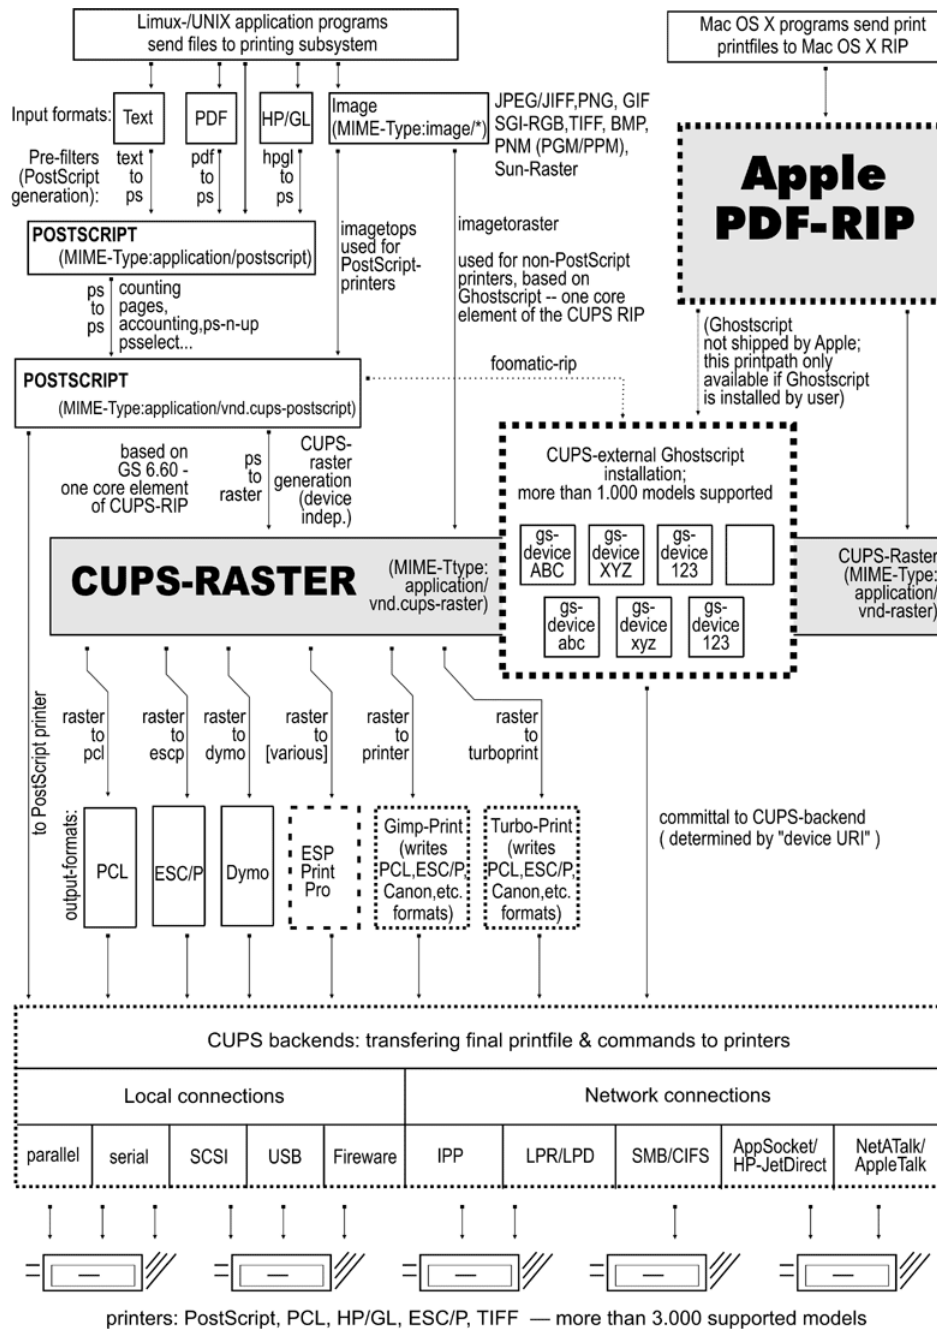 Limux-/UNIX application programs
send files to printing subsystem
Mac OS X programs send print
printfiles to Mac OS X RIP
Input formats:
Text
PDF
HP/GL
Image
(MIME-Type:image/*)
JPEG/JIFF,PNG, GIF
SGI-RGB,TIFF, BMP,
PNM (PGM/PPM),
Sun-Raster
Pre-filters
(PostScript
generation):
text
to
ps
pdf
to
ps
hpgl
to
ps
Apple
PDF-RIP
imagetops
used for
PostScript-
printers
imagetoraster
used for non-PostScript
printers, based on
Ghostscript -- one core
element of the CUPS RIP
POSTSCRIPT
(MIME-Type:application/postscript)
ps
to
ps
counting
pages,
accounting,ps-n-up
psselect...
(Ghostscript
not shipped by Apple;
this printpath only
available if Ghostscript
is installed by user)
foomatic-rip
POSTSCRIPT
(MIME-Type:application/vnd.cups-postscript)
based on
GS 6.60 -
one core element
of CUPS-RIP
ps
to
raster
CUPS-
raster
generation
(device
indep.)
CUPS-external Ghostscript
installation;
more than 1.000 models supported
gs-
device
ABC
gs-
device
XYZ
gs-
device
123
gs-
device
abc
gs-
device
xyz
gs-
device
123
CUPS-RASTER
(MIME-Ttype:
application/
vnd.cups-raster)
CUPS-Raster
(MIME-Type:
application/
vnd-raster)
to PostScript printer
raster
to
pcl
raster
to
escp
raster
to
dymo
raster
to
[various]
raster
to
printer
raster
to
turboprint
output-formats:
PCL
ESC/P
Dymo
ESP
Print
Pro
Gimp-Print
(writes
PCL,ESC/P,
Canon,etc.
formats)
Turbo-Print
(writes
PCL,ESC/P,
Canon,etc.
formats)
committal to CUPS-backend
( determined by "device URI" )
CUPS backends: transfering final printfile & commands to printers
Local connections
Network connections
parallel
serial
SCSI
USB
Fireware
IPP
LPR/LPD
SMB/CIFS
AppSocket/
HP-JetDirect
NetATalk/
AppleTalk
printers: PostScript, PCL, HP/GL, ESC/P, TIFF — more than 3.000 supported models